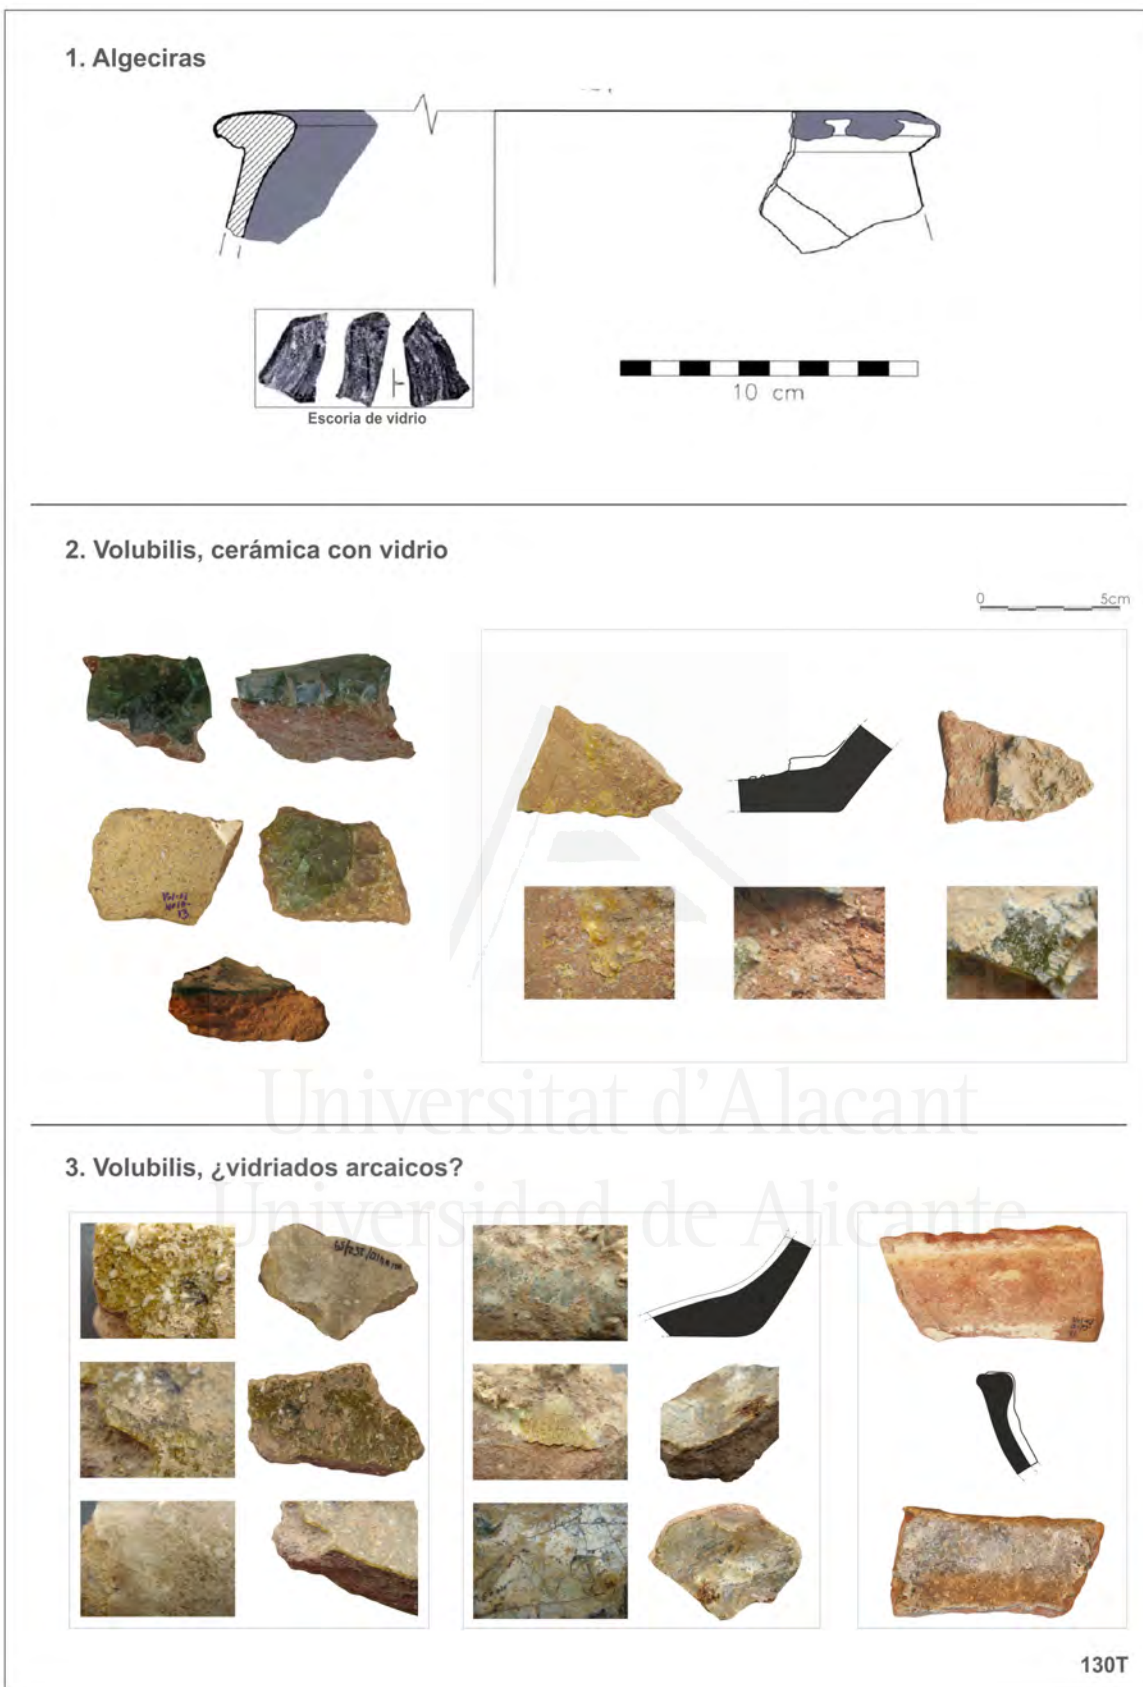 1. Algeciras
10 cm
Escoria de vidrio
2. Volubilis, cerámica con vidrio
0 5cm
Universitat d'Alacant
3. Volubilis, ¿vidriados arcaicos?
Universidad de Alicante
130T